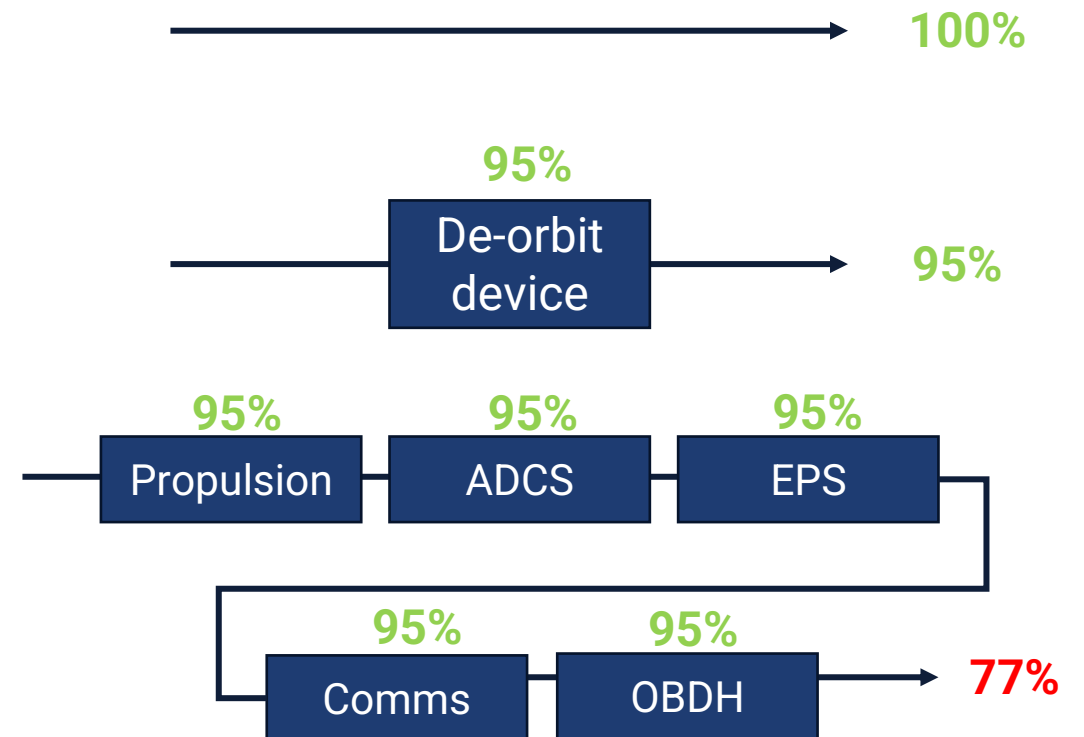 100%
95%
De-orbit
device
95%
95%
95%
95%
Propulsion
ADCS
EPS
95%
95%
Comms
OBDH
77%